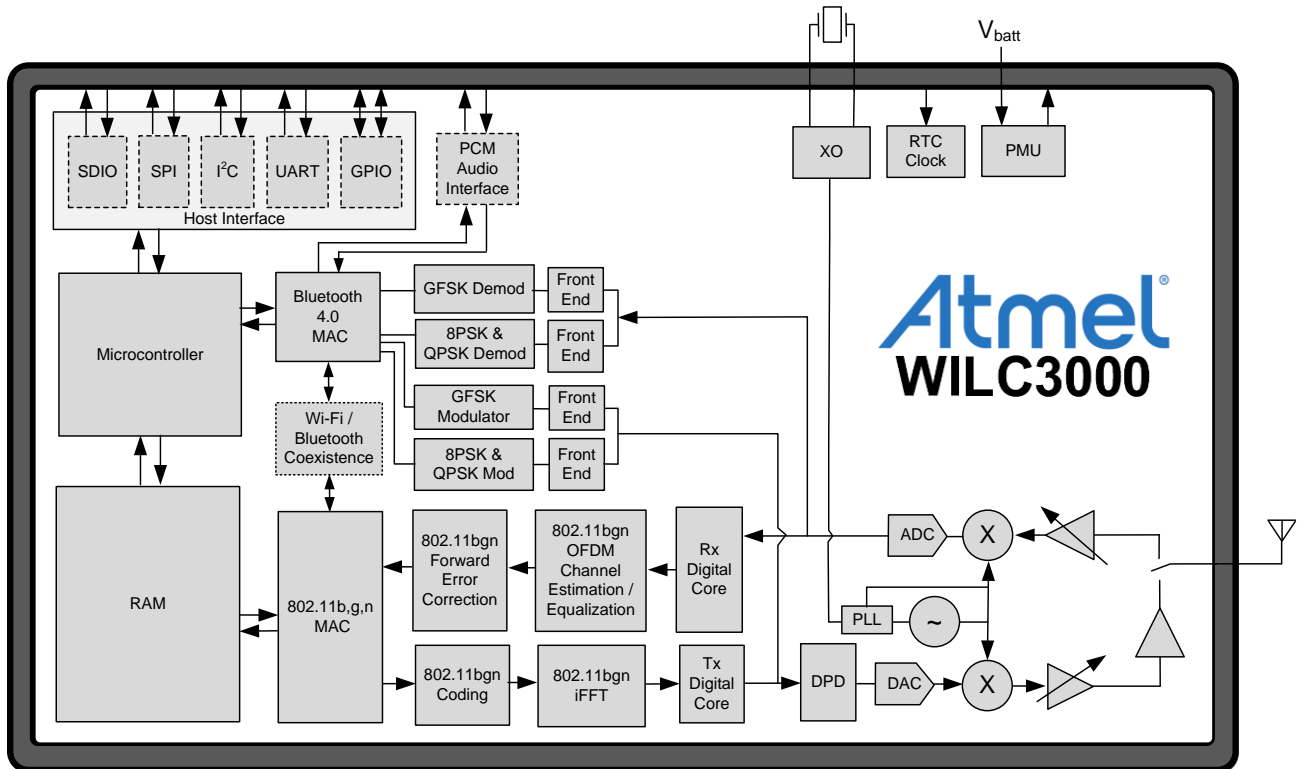 V_batt
SDIO
SPI
I²C
UART
GPIO
Host Interface
PCM
Audio
Interface
XO
RTC
Clock
PMU
Microcontroller
Bluetooth
4.0
MAC
GFSK Demod
Front
End
8PSK &
QPSK Demod
Front
End
GFSK
Modulator
Front
End
8PSK &
QPSK Mod
Front
End
Wi-Fi /
Bluetooth
Coexistence
Atmel®
WILC3000
RAM
802.11b,g,n
MAC
802.11bgn
Forward
Error
Correction
802.11bgn
OFDM
Channel
Estimation /
Equalization
Rx
Digital
Core
ADC
X
PLL
~
802.11bgn
Coding
802.11bgn
iFFT
Tx
Digital
Core
DPD
DAC
X